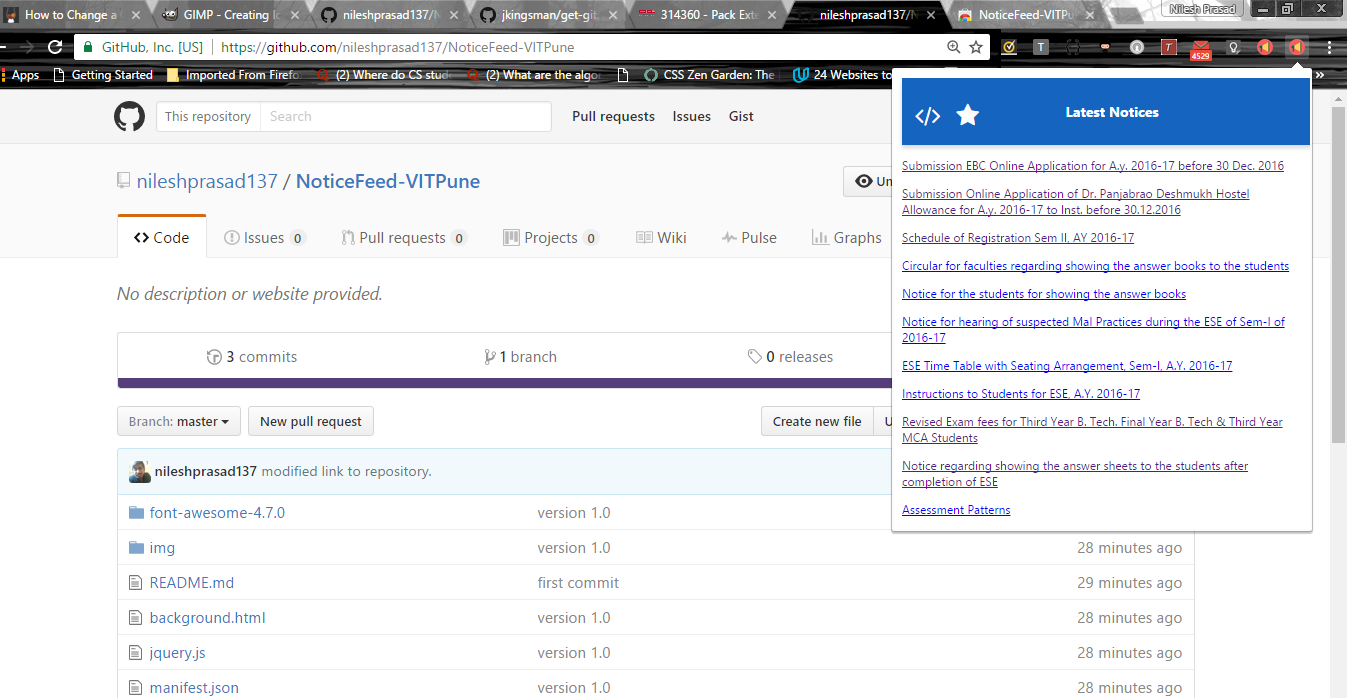 How to Change a
GIMP - Creating
nileshprasad137/N
jkingsman/get-git
314360 - Pack Ext
nileshprasad137/N
NoticeFeed-VITPu
Nilesh Prasad
GitHub, Inc. [US]
https://github.com/nileshprasad137/NoticeFeed-VITPune
T
T
4529
Apps
Getting Started
Imported From Firefo
(2) Where do CS stud
(2) What are the algo
CSS Zen Garden: The
24 Websites to
»
This repository
Search
Pull requests
Issues
Gist
</>
Latest Notices
nileshprasad137 / NoticeFeed-VITPune
Un
Code
Issues 0
Pull requests 0
Projects 0
Wiki
Pulse
Graphs
No description or website provided.
3 commits
1 branch
0 releases
Branch: master
New pull request
Create new file
U
nileshprasad137 modified link to repository.
font-awesome-4.7.0
version 1.0
img
version 1.0
28 minutes ago
README.md
first commit
29 minutes ago
background.html
version 1.0
28 minutes ago
jquery.js
version 1.0
28 minutes ago
manifest.json
version 1.0
28 minutes ago
Submission EBC Online Application for A.y. 2016-17 before 30 Dec. 2016
Submission Online Application of Dr. Panjabrao Deshmukh Hostel
Allowance for A.y. 2016-17 to Inst. before 30.12.2016
Schedule of Registration Sem II, AY 2016-17
Circular for faculties regarding showing the answer books to the students
Notice for the students for showing the answer books
Notice for hearing of suspected Mal Practices during the ESE of Sem-I of
2016-17
ESE Time Table with Seating Arrangement, Sem-I, A.Y. 2016-17
Instructions to Students for ESE, A.Y. 2016-17
Revised Exam fees for Third Year B. Tech. Final Year B. Tech & Third Year
MCA Students
Notice regarding showing the answer sheets to the students after
completion of ESE
Assessment Patterns